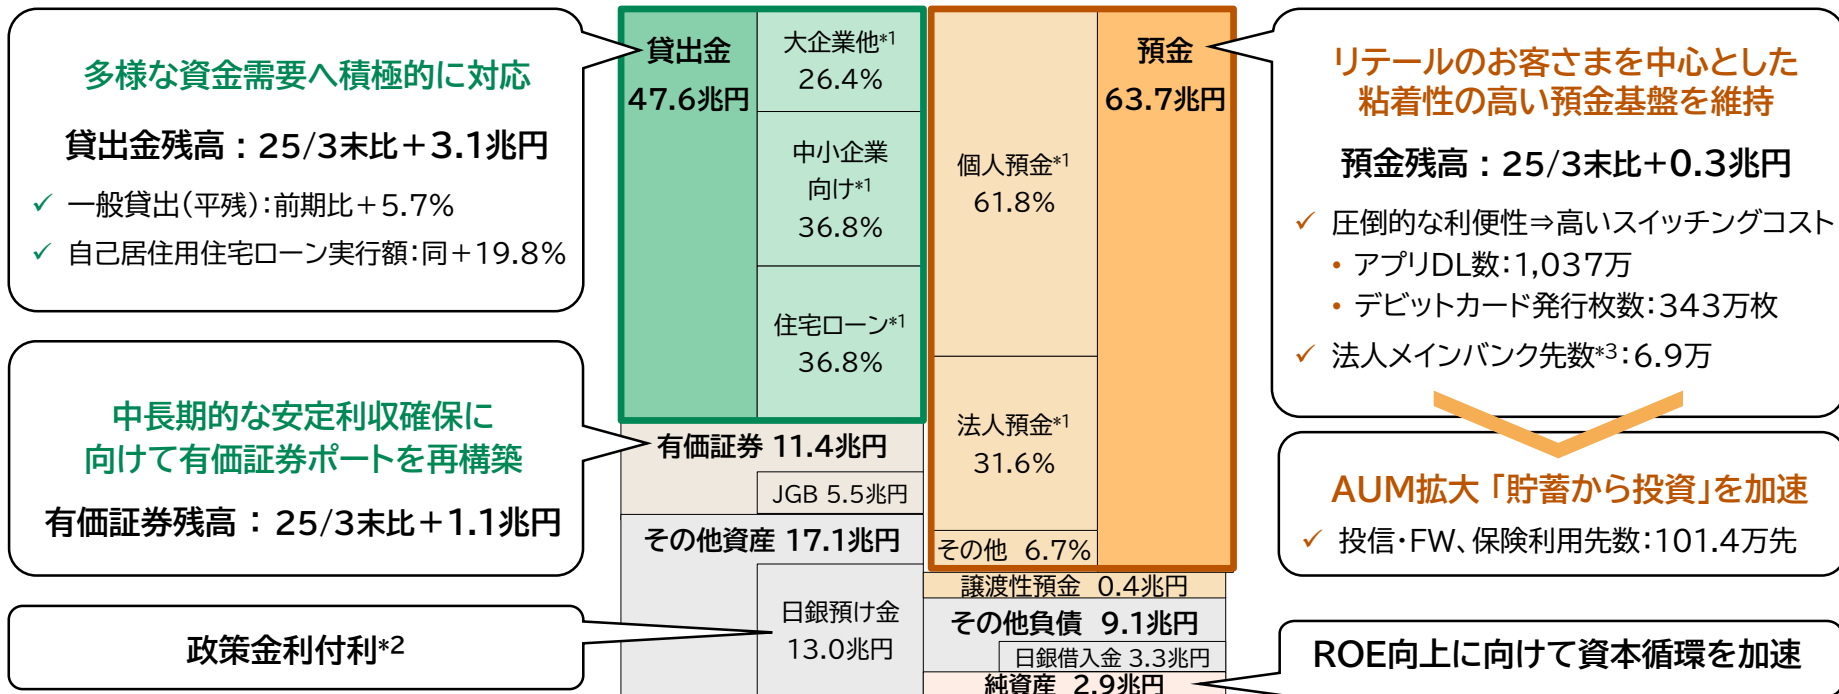 多様な資金需要へ積極的に対応
貸出金残高：25/3末比＋3.1兆円
✓ 一般貸出（平残）：前期比＋5.7%
✓ 自己居住用住宅ローン実行額：同＋19.8%
中長期的な安定利収確保に
向けて有価証券ポートを再構築
有価証券残高：25/3末比＋1.1兆円
政策金利付利*2
貸出金
47.6兆円
大企業他*1
26.4%
中小企業
向け*1
36.8%
住宅ローン*1
36.8%
有価証券 11.4兆円
JGB 5.5兆円
その他資産 17.1兆円
日銀預け金
13.0兆円
預金
63.7兆円
個人預金*1
61.8%
法人預金*1
31.6%
その他 6.7%
譲渡性預金 0.4兆円
その他負債 9.1兆円
日銀借入金 3.3兆円
純資産 2.9兆円
リテールのお客さまを中心とした
粘着性の高い預金基盤を維持
預金残高：25/3末比+0.3兆円
✓ 圧倒的な利便性⇒高いスイッチングコスト
• アプリDL数：1,037万
• デビットカード発行枚数：343万枚
✓ 法人メインバンク先数*3：6.9万
AUM拡大「貯蓄から投資」を加速
✓ 投信・FW、保険利用先数：101.4万先
ROE向上に向けて資本循環を加速